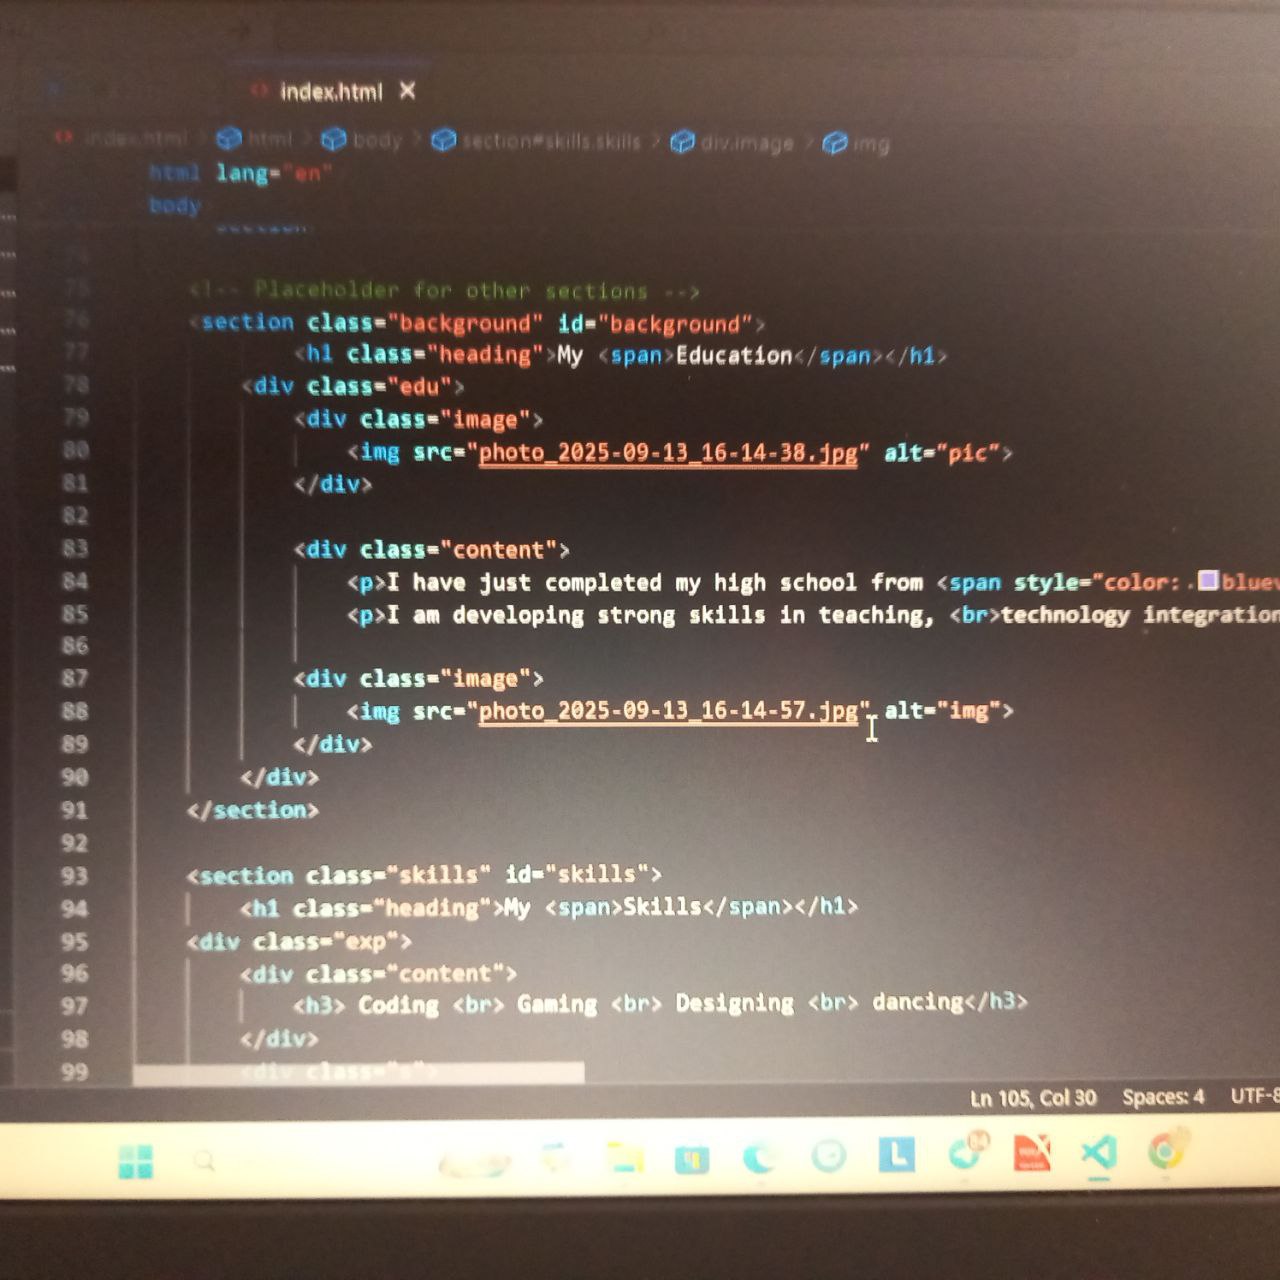 index.html ×
index.html > html > body > section#skills.skills > div.image > img
html lang="en"
body
75 <!-- Placeholder for other sections -->
76 <section class="background" id="background">
77 <h1 class="heading">My <span>Education</span></h1>
78 <div class="edu">
79 <div class="image">
80 <img src="photo_2025-09-13_16-14-38.jpg" alt="pic">
81 </div>
82
83 <div class="content">
84 <p>I have just completed my high school from <span style="color:
85 <p>I am developing strong skills in teaching, <br>technology integration
86
87 <div class="image">
88 <img src="photo_2025-09-13_16-14-57.jpg" alt="img">
89 </div>
90 </div>
91 </section>
92
93 <section class="skills" id="skills">
94 <h1 class="heading">My <span>Skills</span></h1>
95 <div class="exp">
96 <div class="content">
97 <h3> Coding <br> Gaming <br> Designing <br> dancing</h3>
98 </div>
99 <div class="s">
Ln 105, Col 30 Spaces: 4 UTF-8
L